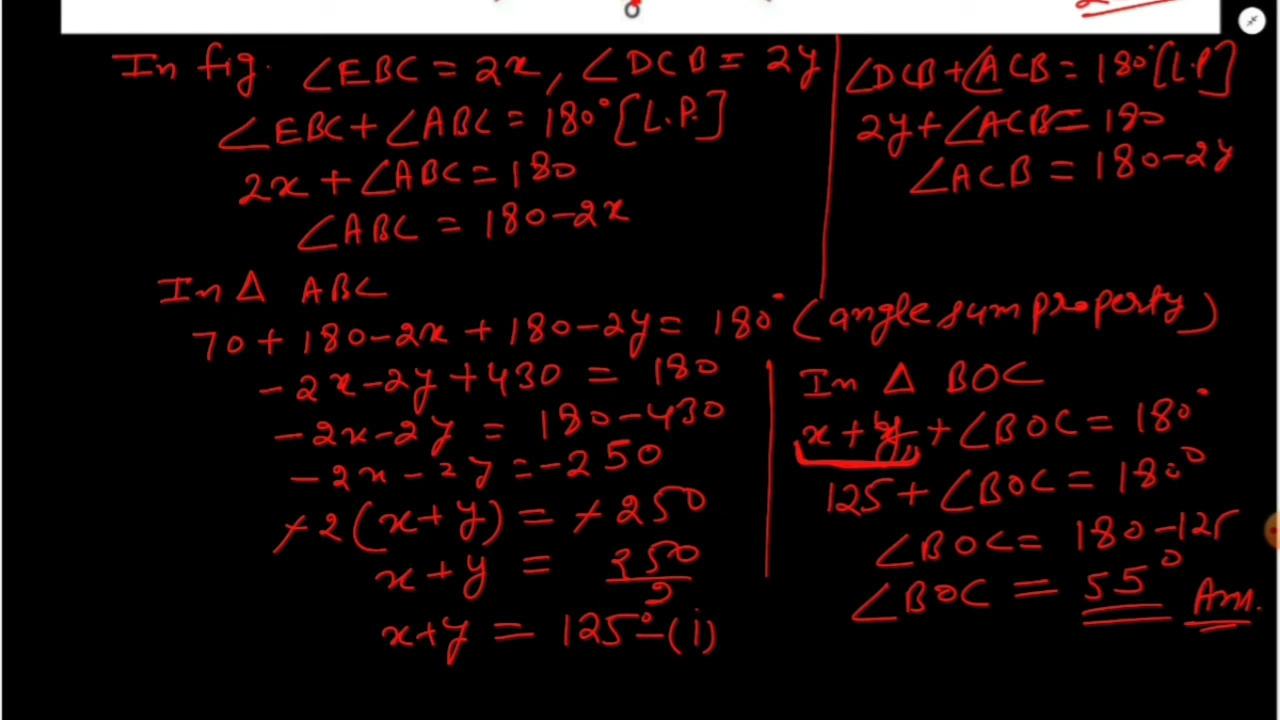 In fig. ∠EBC = 2x, ∠DCB = 2y
∠EBC + ∠ABC = 180° [L.P.]
2x + ∠ABC = 180
∠ABC = 180-2x
∠DCB + ∠ACB = 180° [L.P]
2y + ∠ACB = 180
∠ACB = 180-2y
In Δ ABC
70 + 180-2x + 180-2y = 180° (angle sum property)
-2x-2y + 430 = 180
-2x-2y = 180-430
-2x-2y = -250
-2(x+y) = -250
x+y = 250/2
x+y = 125° -(i)
In Δ BOC
x+y + ∠BOC = 180°
125 + ∠BOC = 180°
∠BOC = 180-125
∠BOC = 55° Ans.